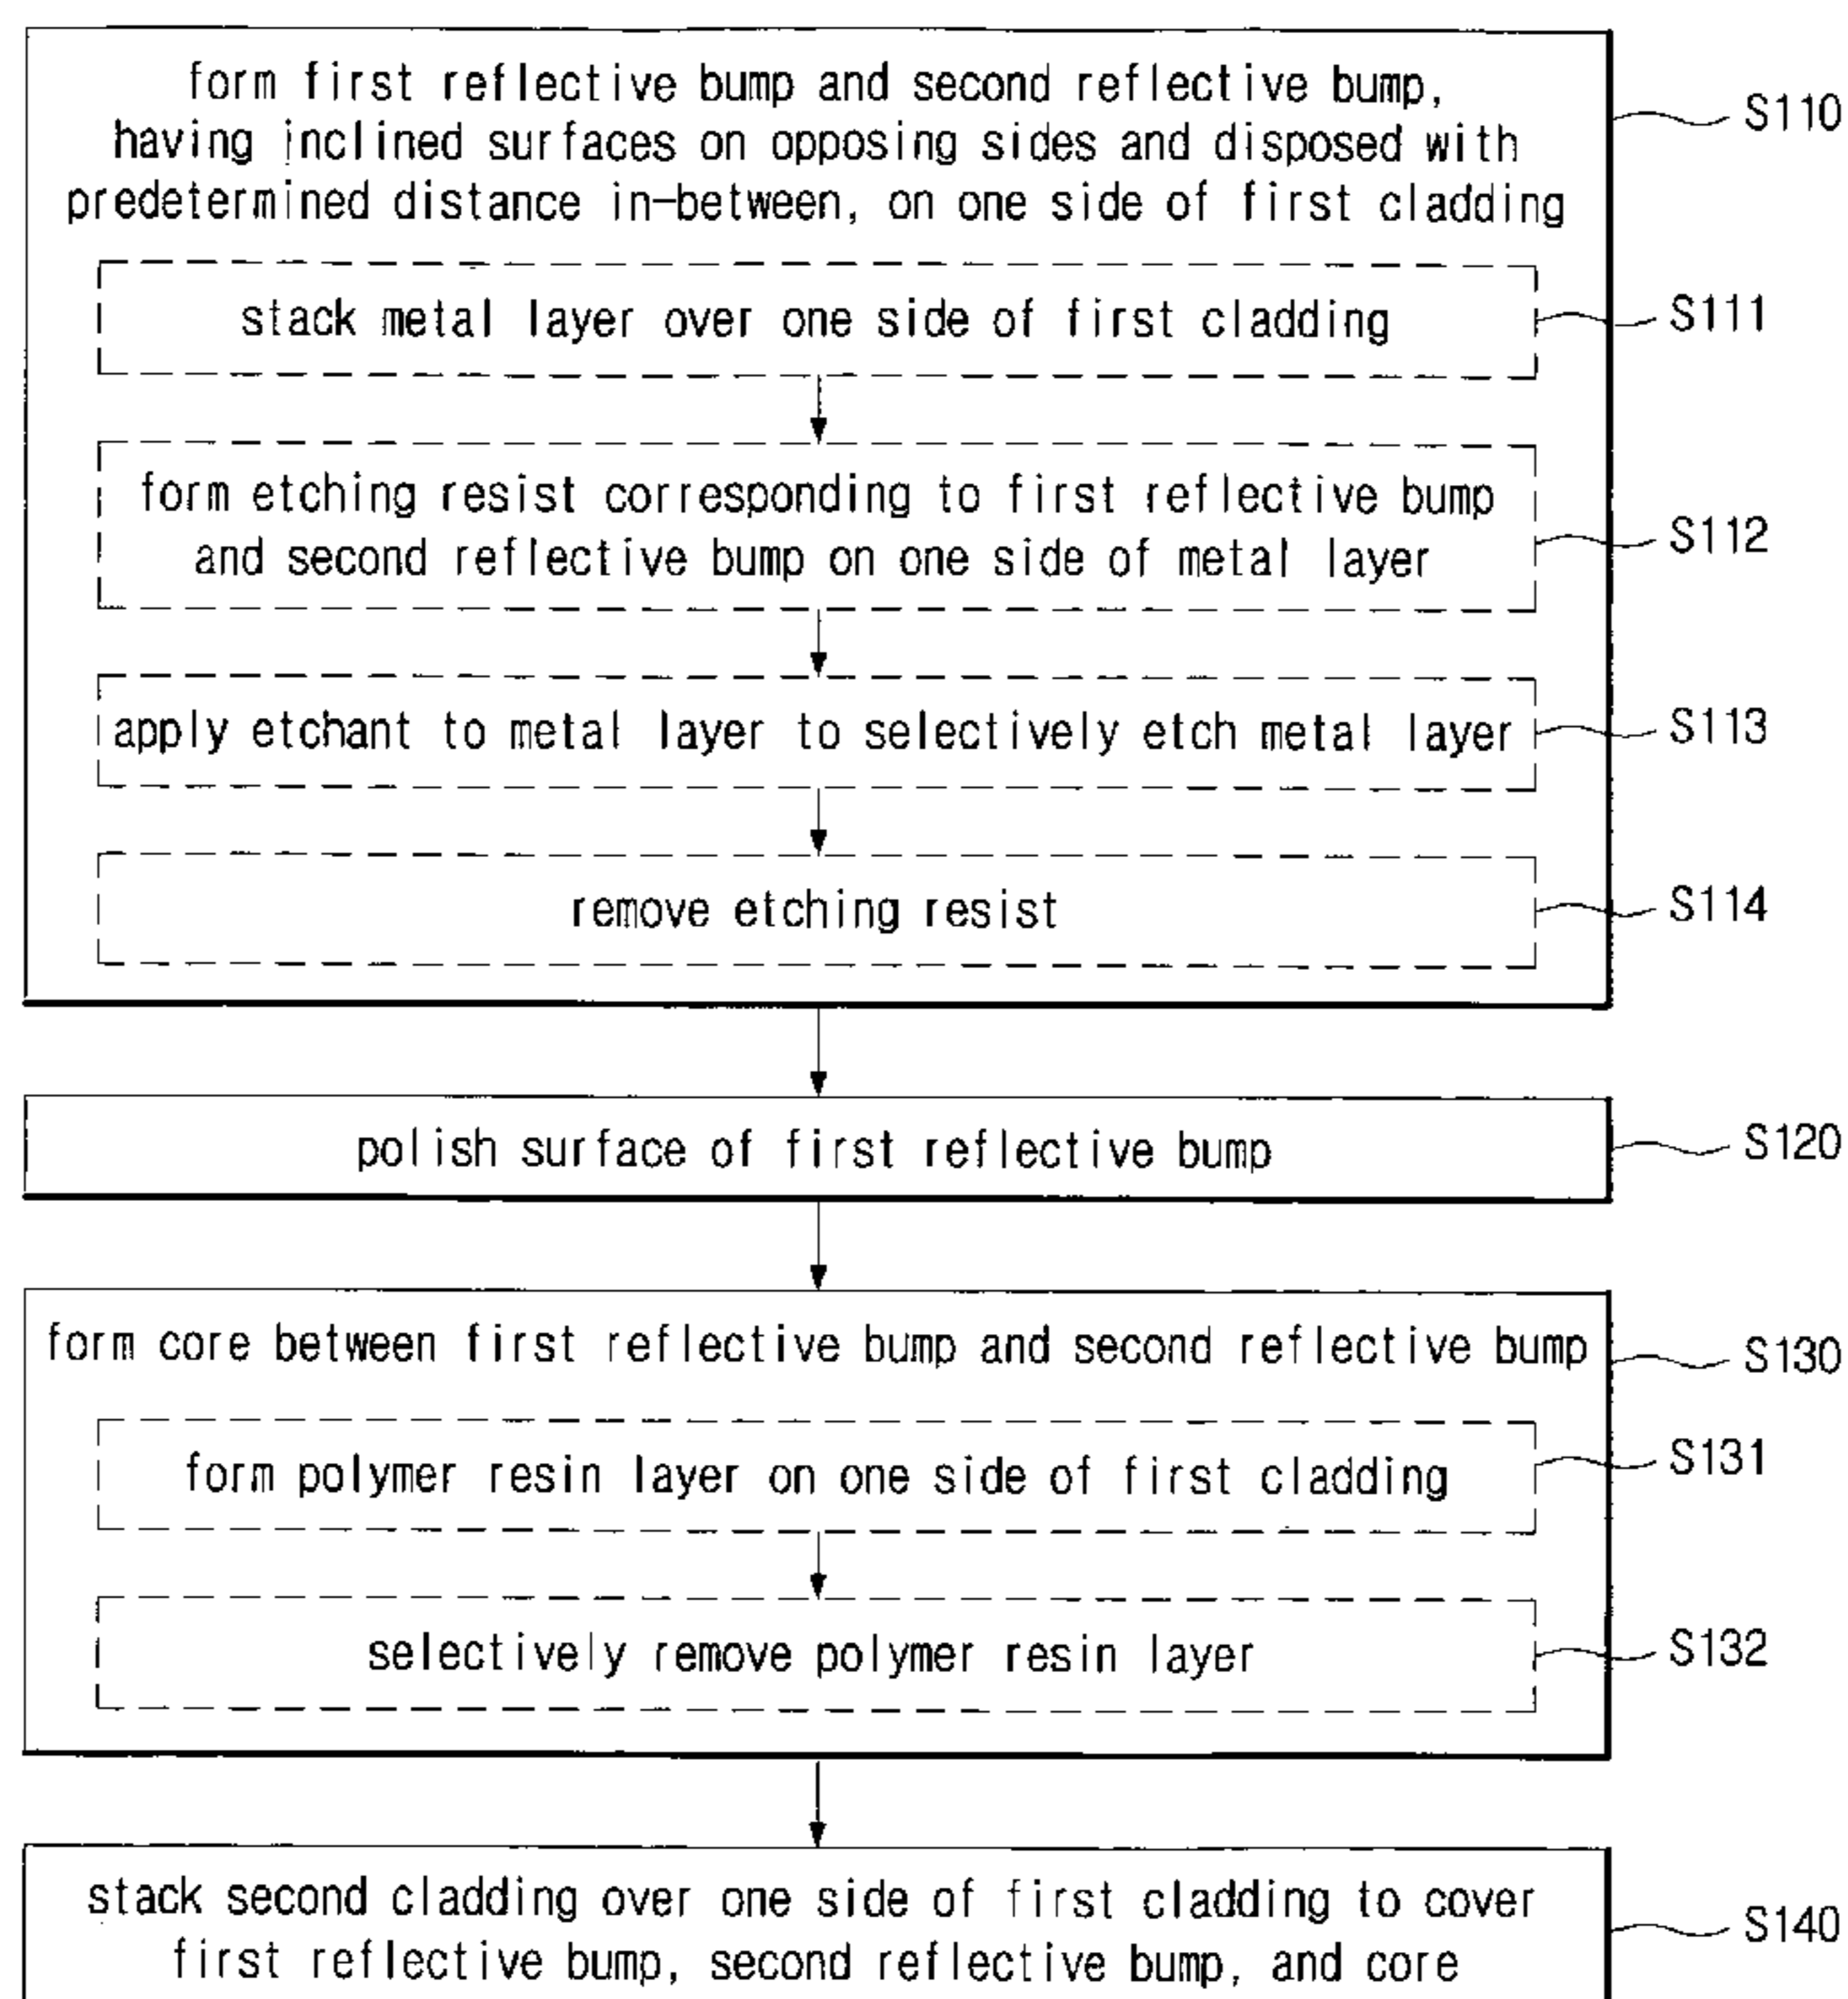 form first reflective bump and second reflective bump,
having inclined surfaces on opposing sides and disposed with
predetermined distance in-between, on one side of first cladding
S110
stack metal layer over one side of first cladding
S111
form etching resist corresponding to first reflective bump
and second reflective bump on one side of metal layer
S112
apply etchant to metal layer to selectively etch metal layer
S113
remove etching resist
S114
polish surface of first reflective bump
S120
form core between first reflective bump and second reflective bump
S130
form polymer resin layer on one side of first cladding
S131
selectively remove polymer resin layer
S132
stack second cladding over one side of first cladding to cover
first reflective bump, second reflective bump, and core
S140